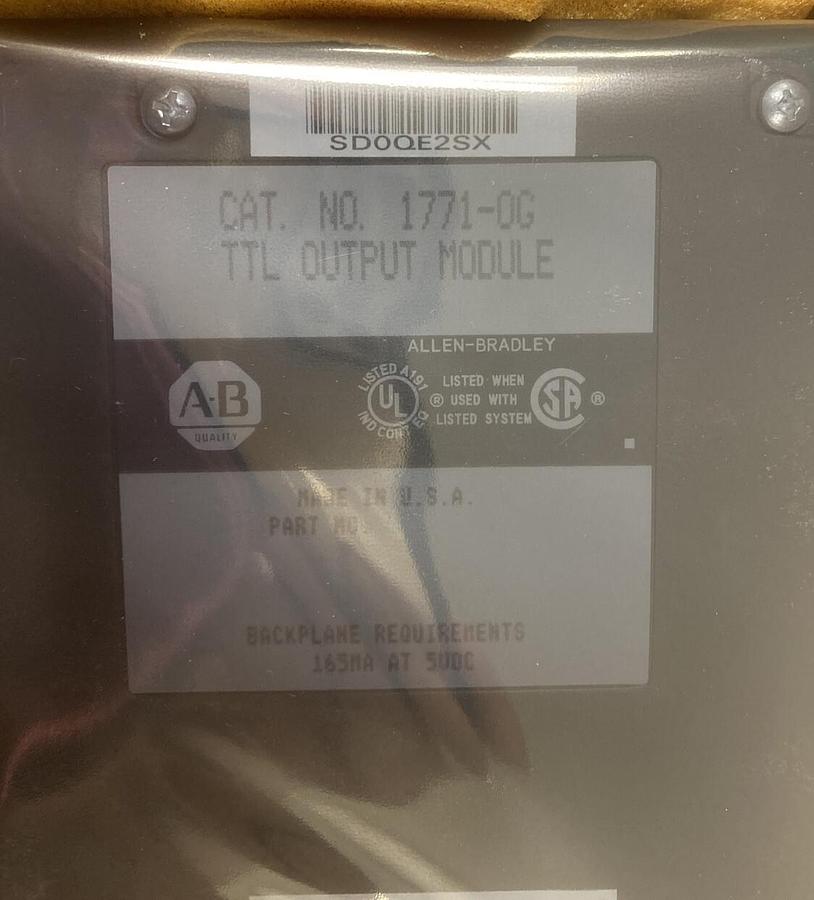 SD0QE2SX
CAT. NO. 1771-OG
TTL OUTPUT MODULE
ALLEN-BRADLEY
A-B
QUALITY
LISTED A191
UL
IND CONT EQ
®
LISTED WHEN
USED WITH
LISTED SYSTEM
SA
®
MADE IN U.S.A.
PART NO.
BACKPLANE REQUIREMENTS
165MA AT 5VDC